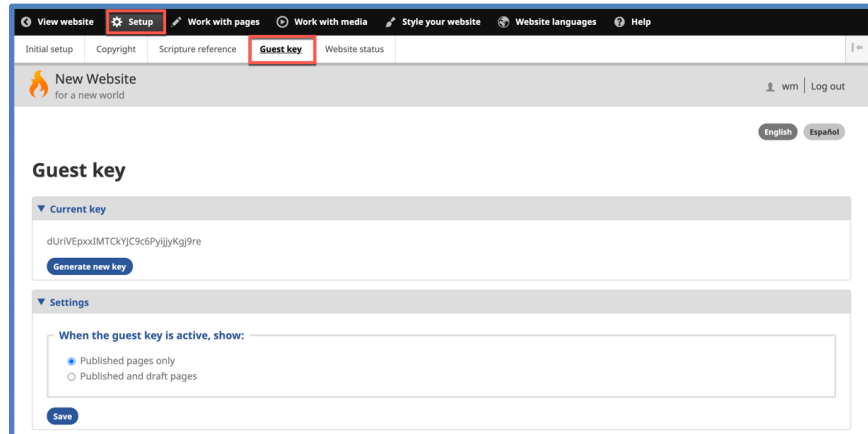 View website Setup Work with pages Work with media Style your website Website languages Help
Initial setup Copyright Scripture reference Guest key Website status
New Website
for a new world
wm Log out
English Español
Guest key
Current key
dUriVEpxxIMTCkYJC9c6PyijjyKgj9re
Generate new key
Settings
When the guest key is active, show:
Published pages only
Published and draft pages
Save